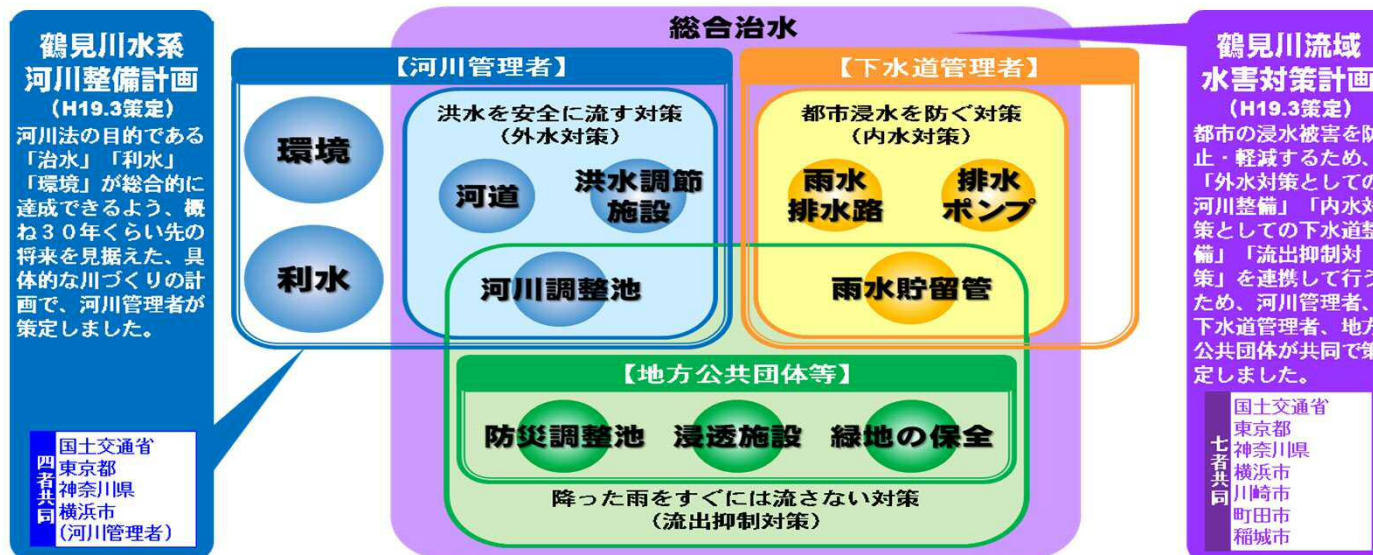 鶴見川水系
河川整備計画
(H19.3策定)
河川法の目的である
「治水」「利水」
「環境」が総合的に
達成できるよう、概
ね30年くらい先の
将来を見据えた、具
体的な川づくりの計
画で、河川管理者が
策定しました。
四者共同
国土交通省
東京都
神奈川県
横浜市
(河川管理者)
総合治水
【河川管理者】
環境
利水
洪水を安全に流す対策
(外水対策)
河道
洪水調節
施設
河川調整池
【下水道管理者】
都市浸水を防ぐ対策
(内水対策)
雨水
排水路
排水
ポンプ
雨水貯留管
【地方公共団体等】
防災調整池
浸透施設
緑地の保全
降った雨をすぐには流さない対策
(流出抑制対策)
鶴見川流域
水害対策計画
(H19.3策定)
都市の浸水被害を防
止・軽減するため、
「外水対策としての
河川整備」「内水対
策としての下水道整
備」「流出抑制対
策」を連携して行う
ため、河川管理者、
下水道管理者、地方
公共団体が共同で策
定しました。
七者共同
国土交通省
東京都
神奈川県
横浜市
川崎市
町田市
稲城市